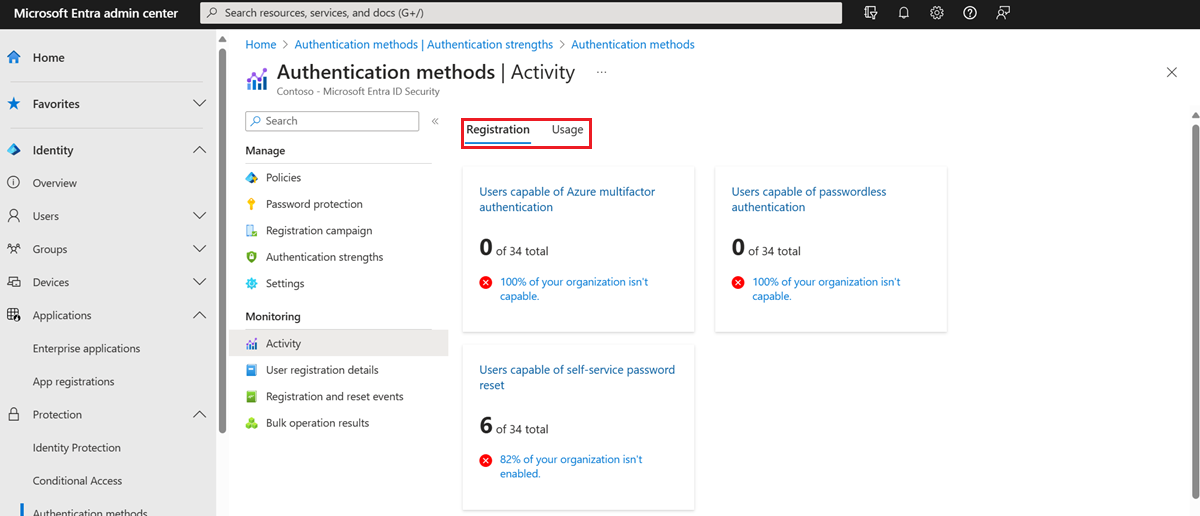 Microsoft Entra admin center
Search resources, services, and docs (G+/)
Home
Favorites
Identity
Overview
Users
Groups
Devices
Applications
Enterprise applications
App registrations
Protection
Identity Protection
Conditional Access
Authentication methods
Home > Authentication methods | Authentication strengths > Authentication methods
Authentication methods | Activity ...
Contoso - Microsoft Entra ID Security
Search «
Manage
Policies
Password protection
Registration campaign
Authentication strengths
Settings
Monitoring
Activity
User registration details
Registration and reset events
Bulk operation results
Registration Usage
Users capable of Azure multifactor
authentication
0 of 34 total
100% of your organization isn't
capable.
Users capable of passwordless
authentication
0 of 34 total
100% of your organization isn't
capable.
Users capable of self-service password
reset
6 of 34 total
82% of your organization isn't
enabled.